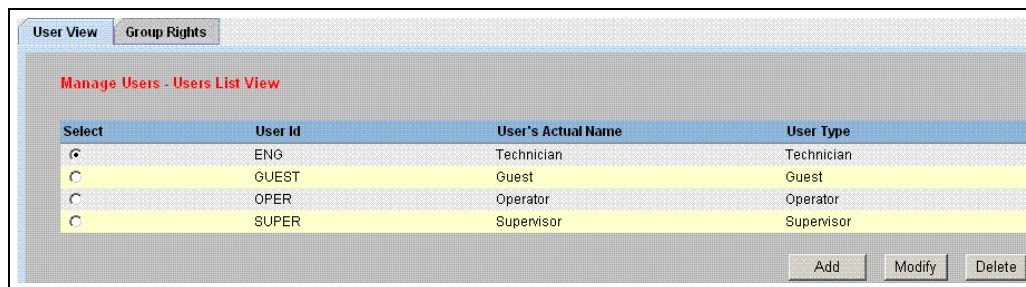 User View Group Rights
Manage Users - Users List View
Select User Id User's Actual Name User Type
ENG Technician Technician
GUEST Guest Guest
OPER Operator Operator
SUPER Supervisor Supervisor
Add Modify Delete